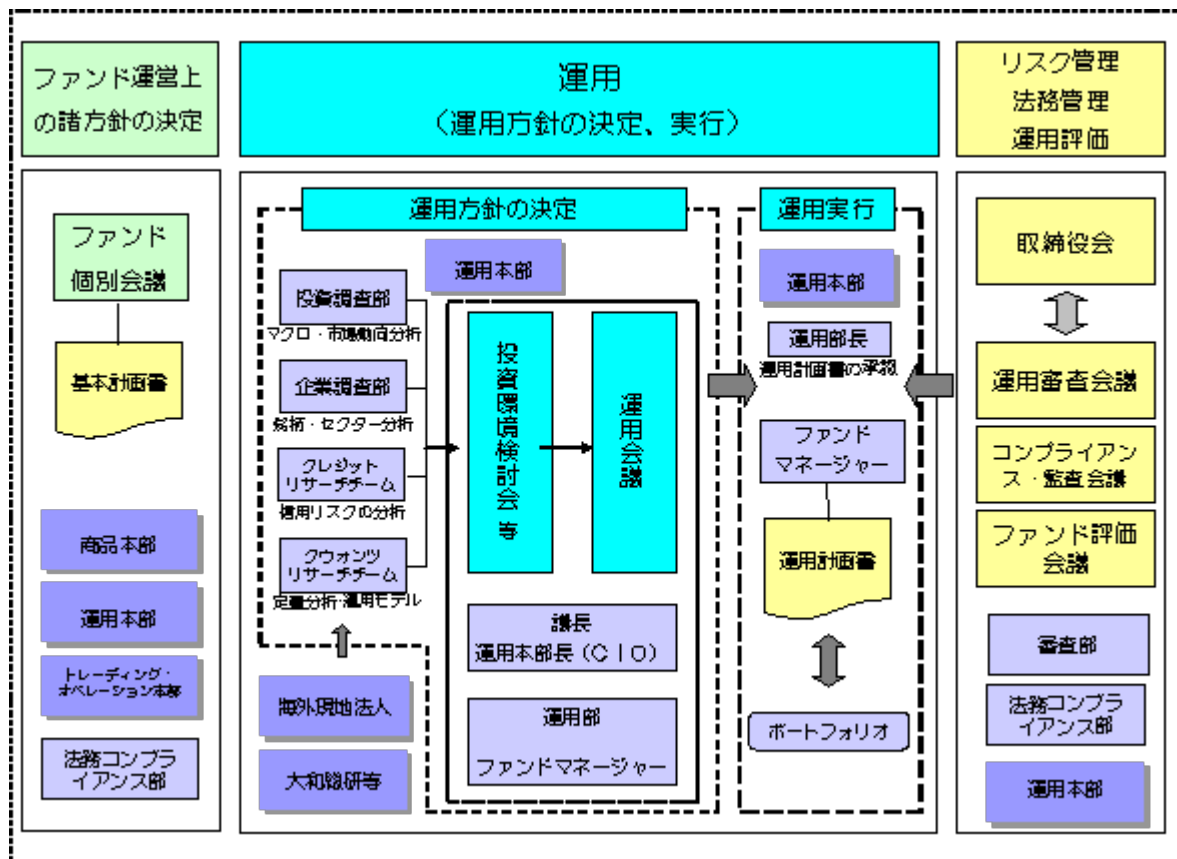 ファンド運営上
の諸方針の決定
運用
（運用方針の決定、実行）
リスク管理
法務管理
運用評価
ファンド
個別会議
基本計画書
商品本部
運用本部
トレーディング・
オペレーション本部
法務コンプラ
イアンス部
運用方針の決定
運用本部
投資調査部
マクロ・市場動向分析
企業調査部
銘柄・セクター分析
クレジット
リサーチチーム
信用リスクの分析
クウォンツ
リサーチチーム
定量分析・運用モデル
海外現地法人
大和総研等
投資環境検討会 等
運用会議
議長
運用本部長（ＣＩＯ）
運用部
ファンドマネージャー
運用実行
運用本部
運用部長
運用計画書の承認
ファンド
マネージャー
運用計画書
ポートフォリオ
取締役会
運用審査会議
コンプライアン
ス・監査会議
ファンド評価
会議
審査部
法務コンプラ
イアンス部
運用本部